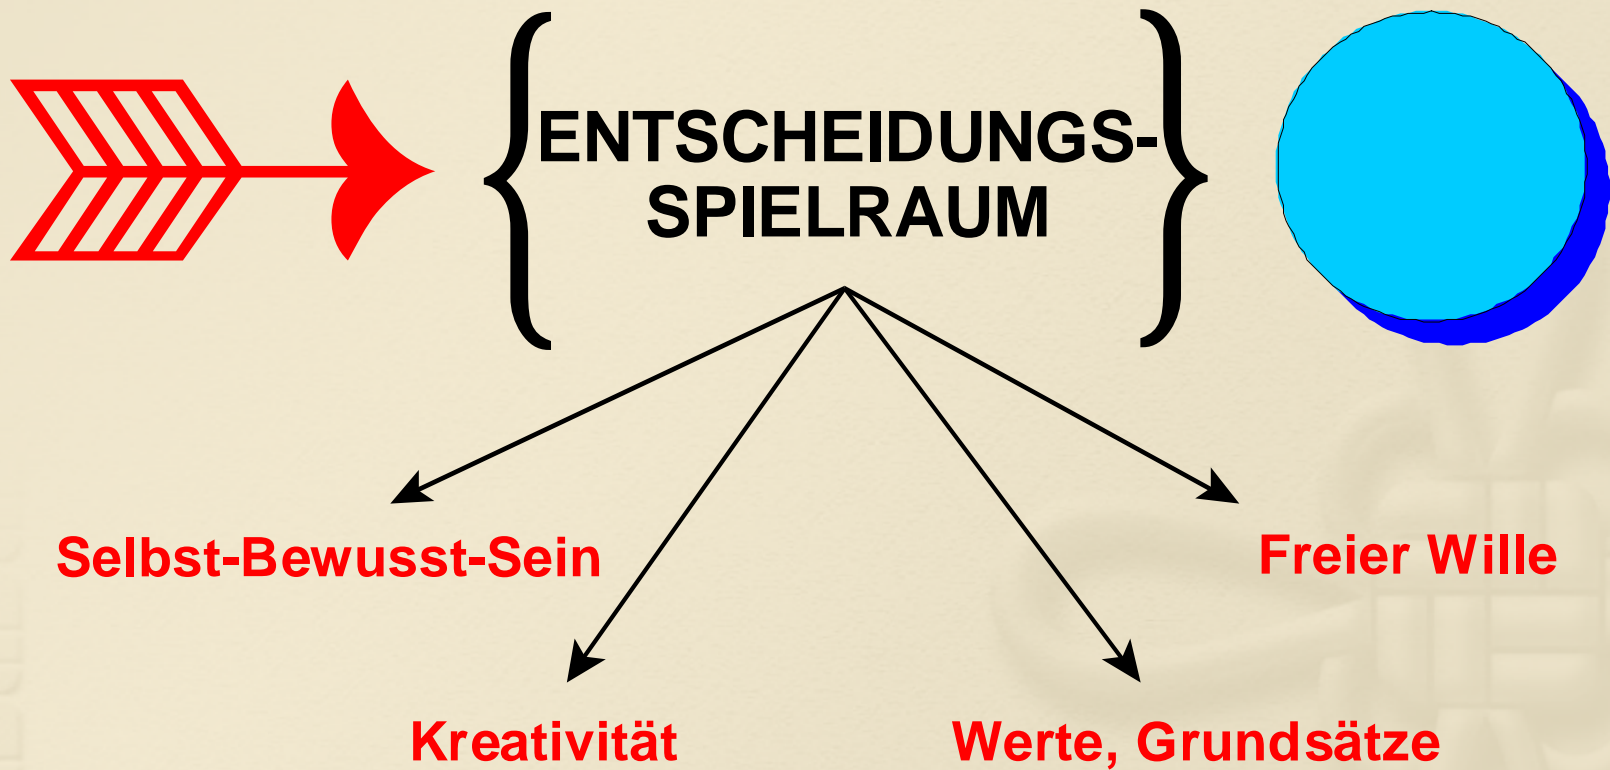 ENTSCHEIDUNGS-
SPIELRAUM
Selbst-Bewusst-Sein
Freier Wille
Kreativität
Werte, Grundsätze